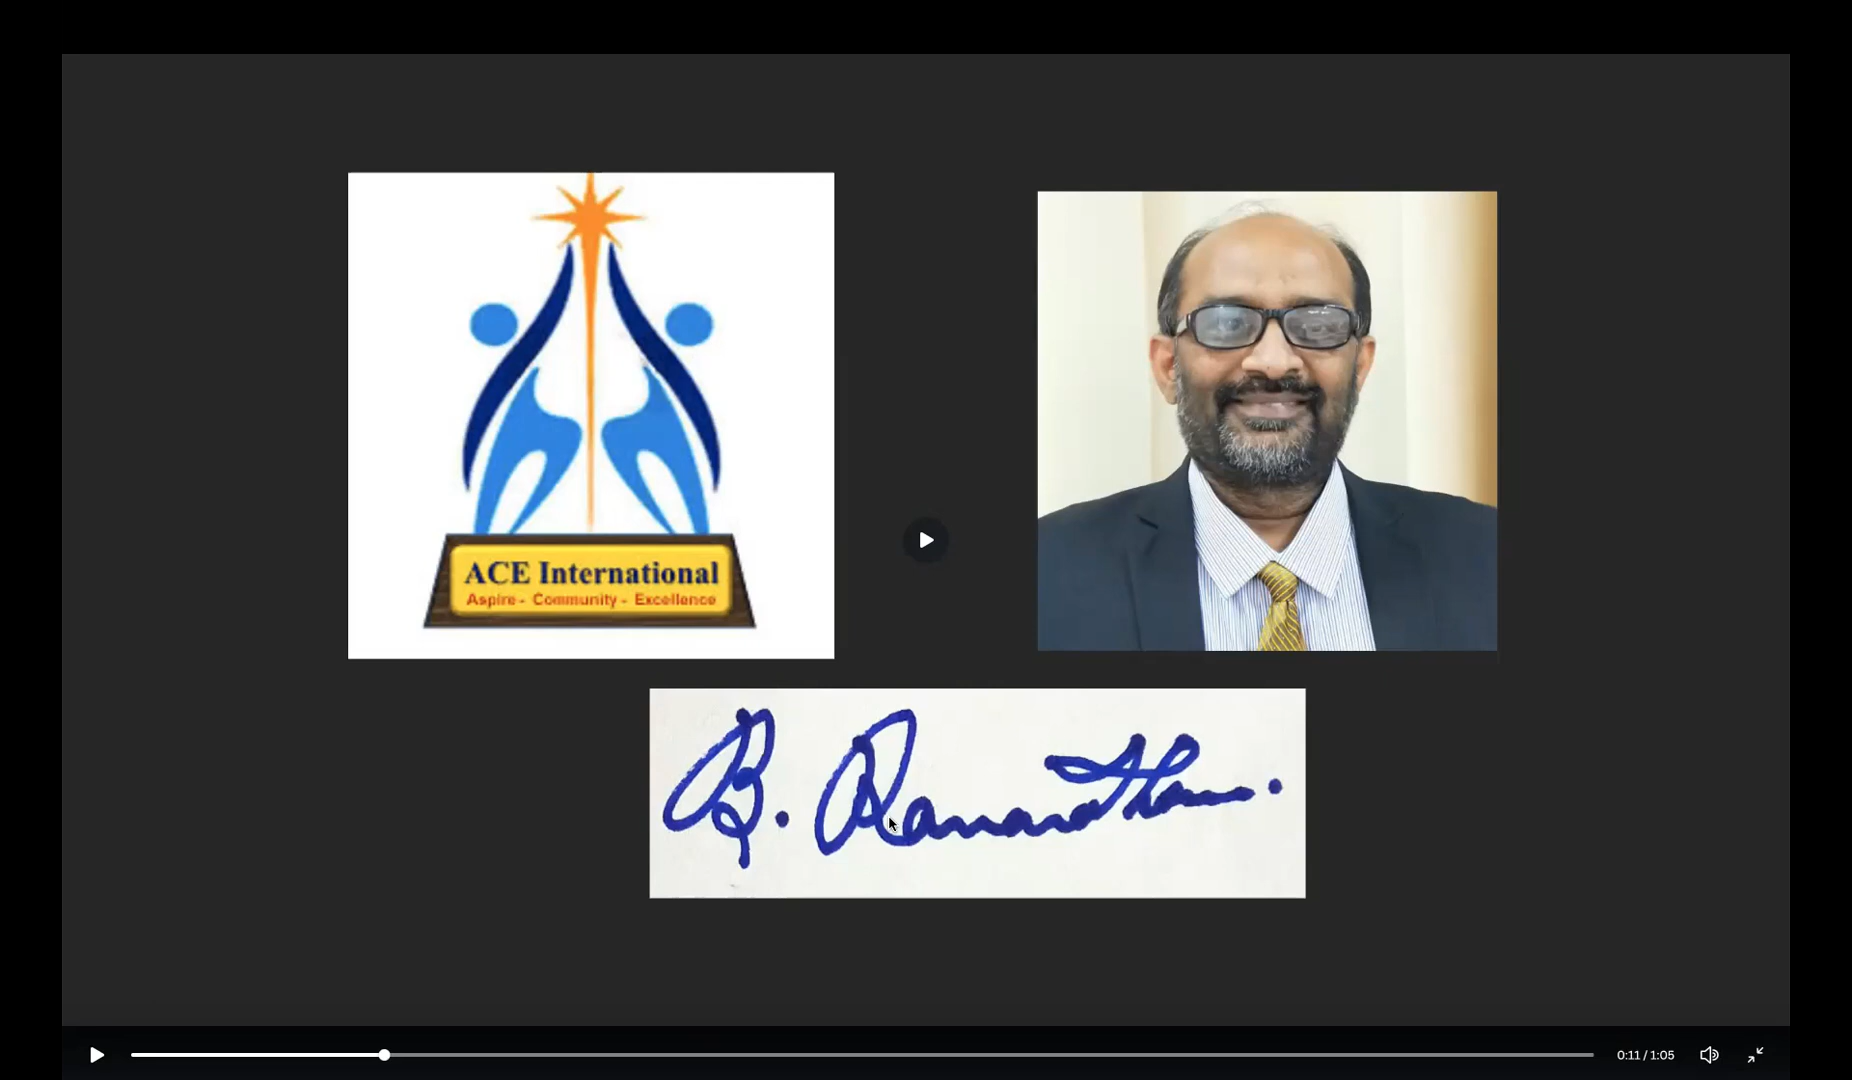 ACE International
Aspire - Community - Excellence
B. Ramanathan.
0:11 / 1:05